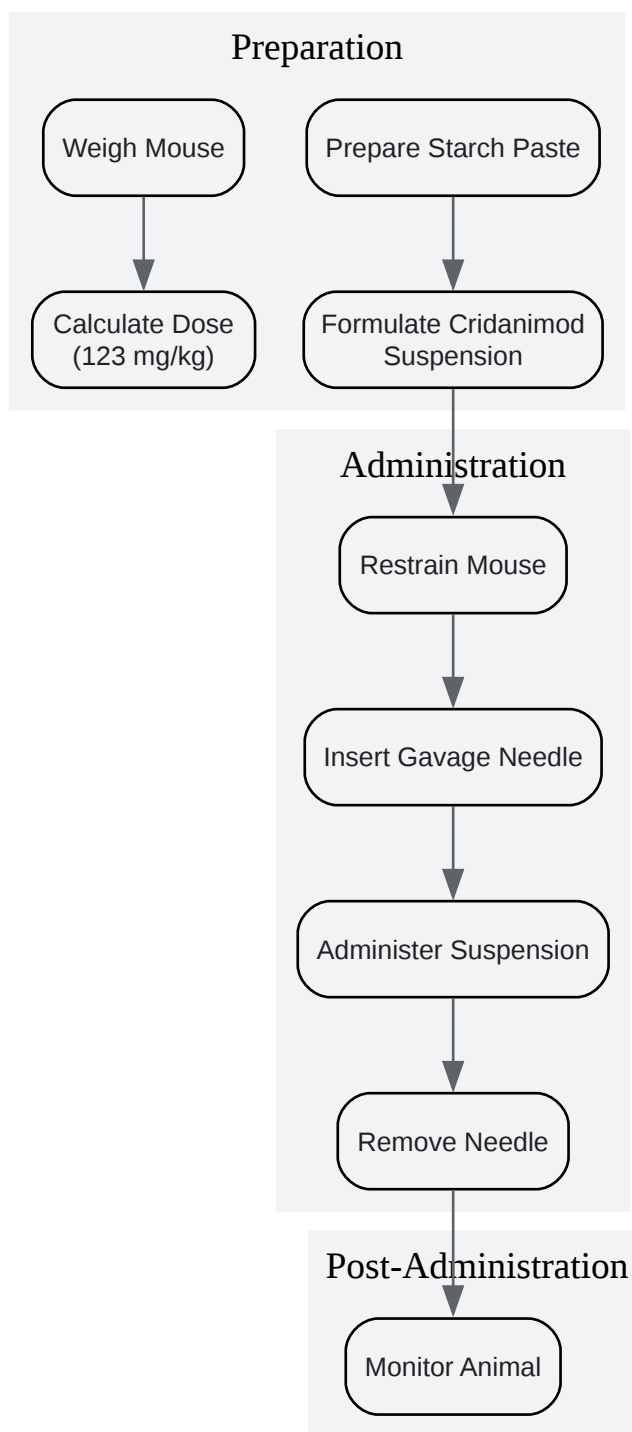 Preparation
Weigh Mouse
Prepare Starch Paste
Calculate Dose
(123 mg/kg)
Formulate Cridanimod
Suspension
Administration
Restrain Mouse
Insert Gavage Needle
Administer Suspension
Remove Needle
Post-Administration
Monitor Animal